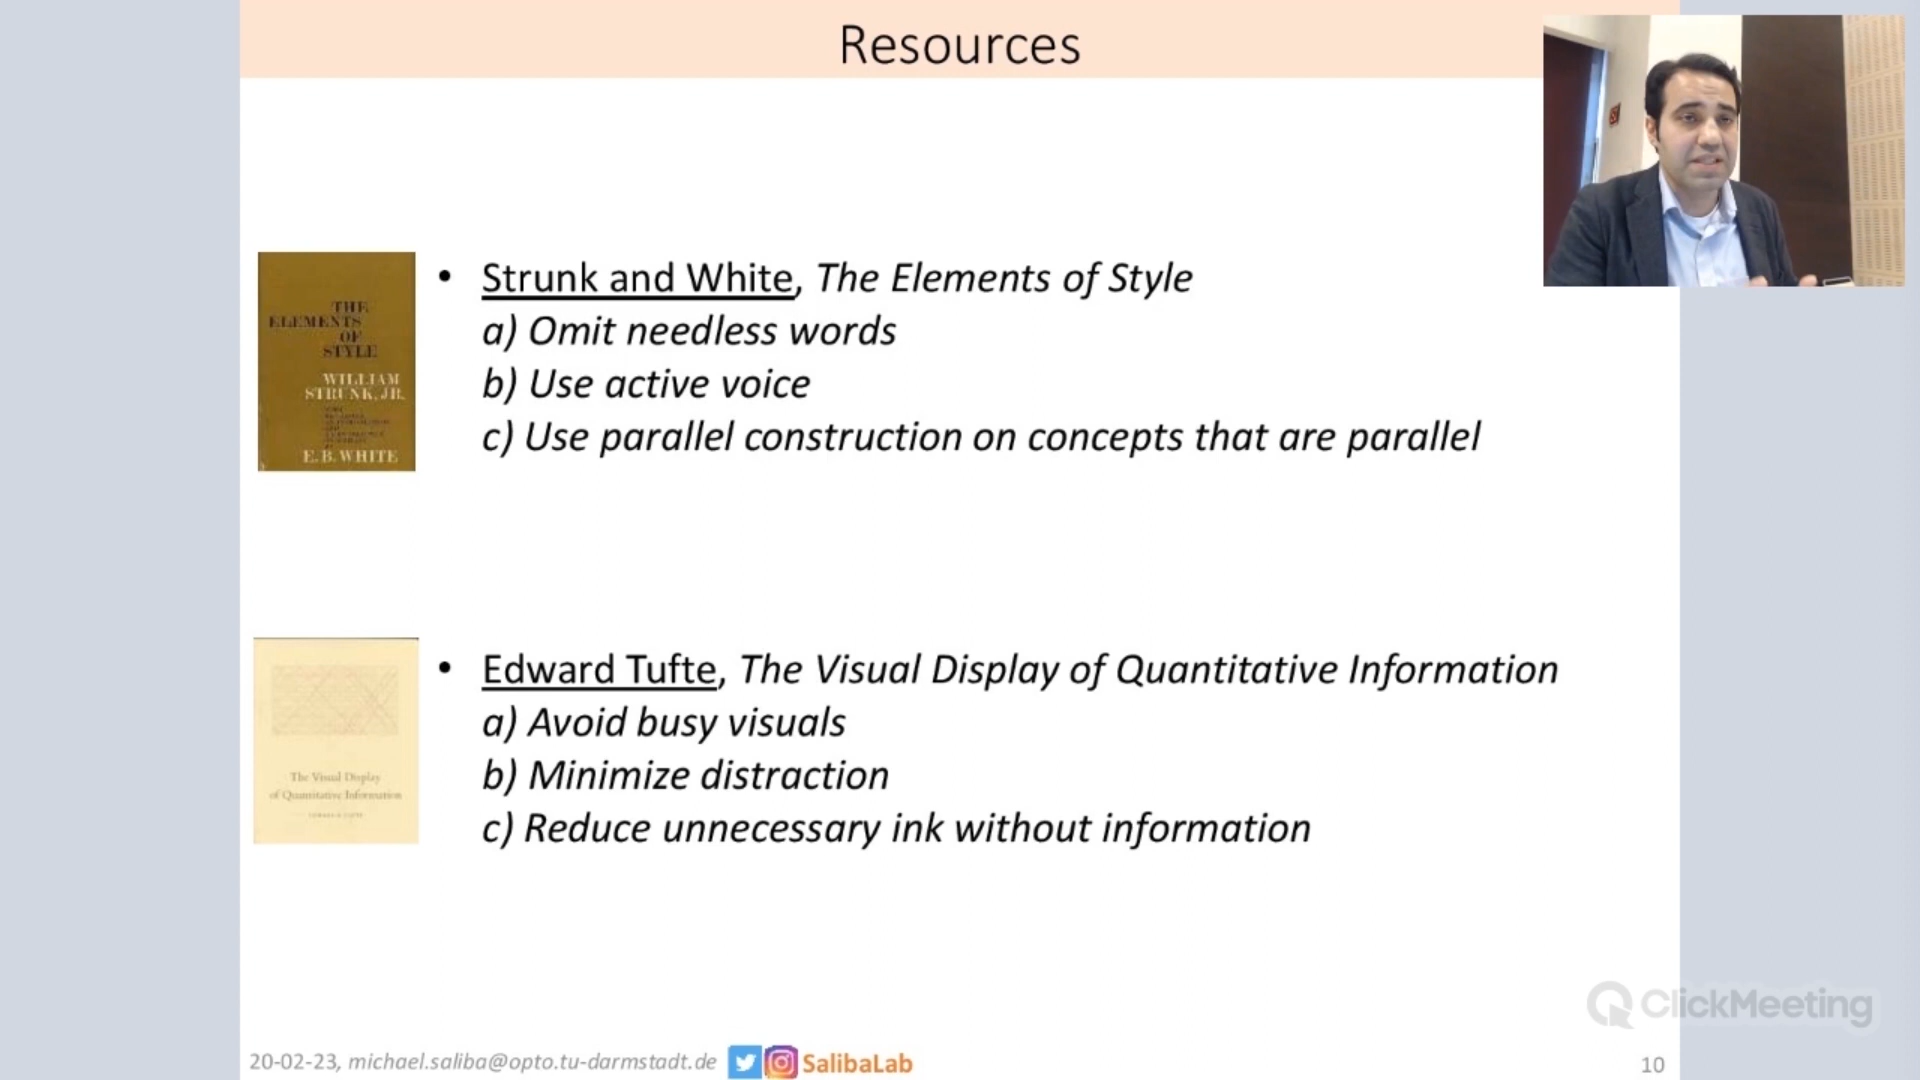 Resources
THE
ELEMENTS
OF
STYLE
WILLIAM
STRUNK, JR.
E. B. WHITE
• Strunk and White, The Elements of Style
a) Omit needless words
b) Use active voice
c) Use parallel construction on concepts that are parallel
The Visual Display
of Quantitative Information
• Edward Tufte, The Visual Display of Quantitative Information
a) Avoid busy visuals
b) Minimize distraction
c) Reduce unnecessary ink without information
ClickMeeting
20-02-23, michael.saliba@opto.tu-darmstadt.de SalibaLab
10